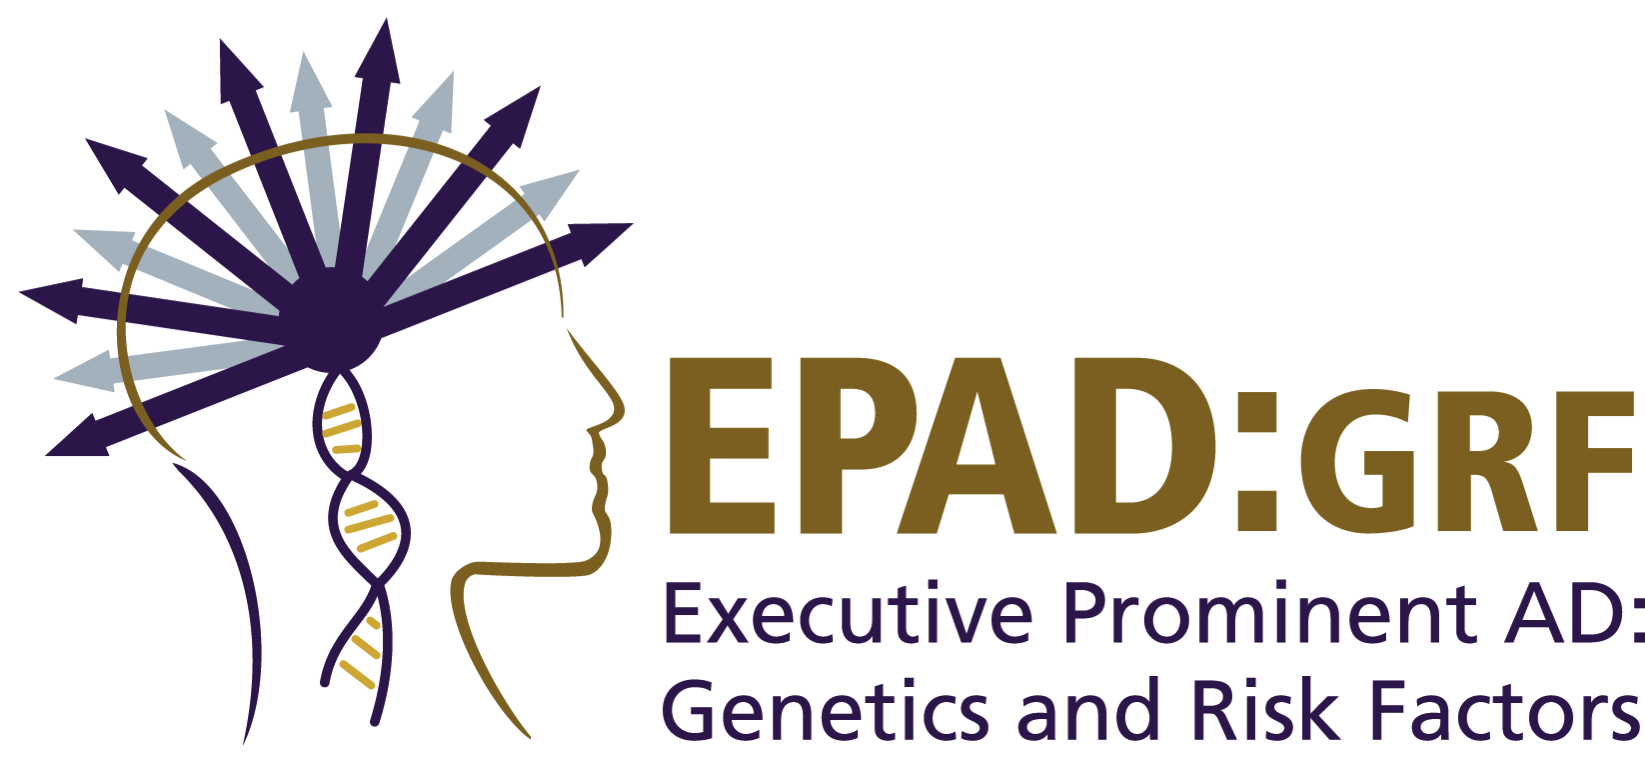 EPAD:GRF
Executive Prominent AD:
Genetics and Risk Factors